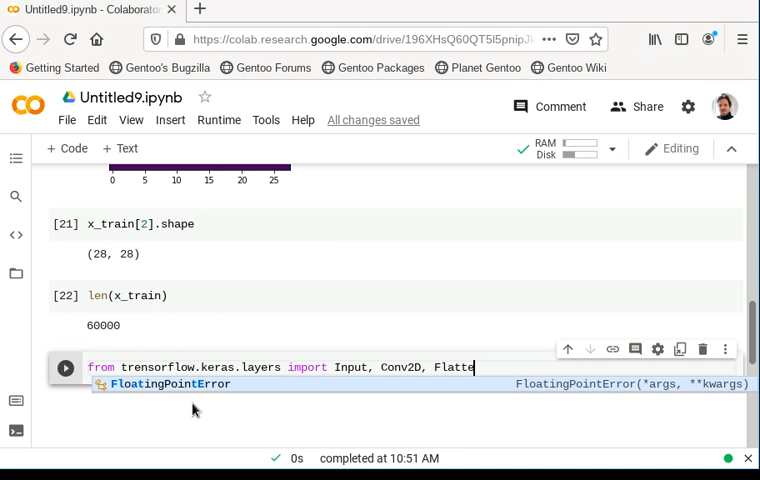 Untitled9.ipynb - Colaborator
https://colab.research.google.com/drive/196XHsQ60QT5l5pnipJ
Getting Started Gentoo's Bugzilla Gentoo Forums Gentoo Packages Planet Gentoo Gentoo Wiki
Untitled9.ipynb
Comment Share
File Edit View Insert Runtime Tools Help All changes saved
+ Code + Text
RAM
Disk
Editing
0 5 10 15 20 25
[21] x_train[2].shape
(28, 28)
[22] len(x_train)
60000
from trensorflow.keras.layers import Input, Conv2D, Flatte
FloatingPointError FloatingPointError(*args, **kwargs)
0s completed at 10:51 AM